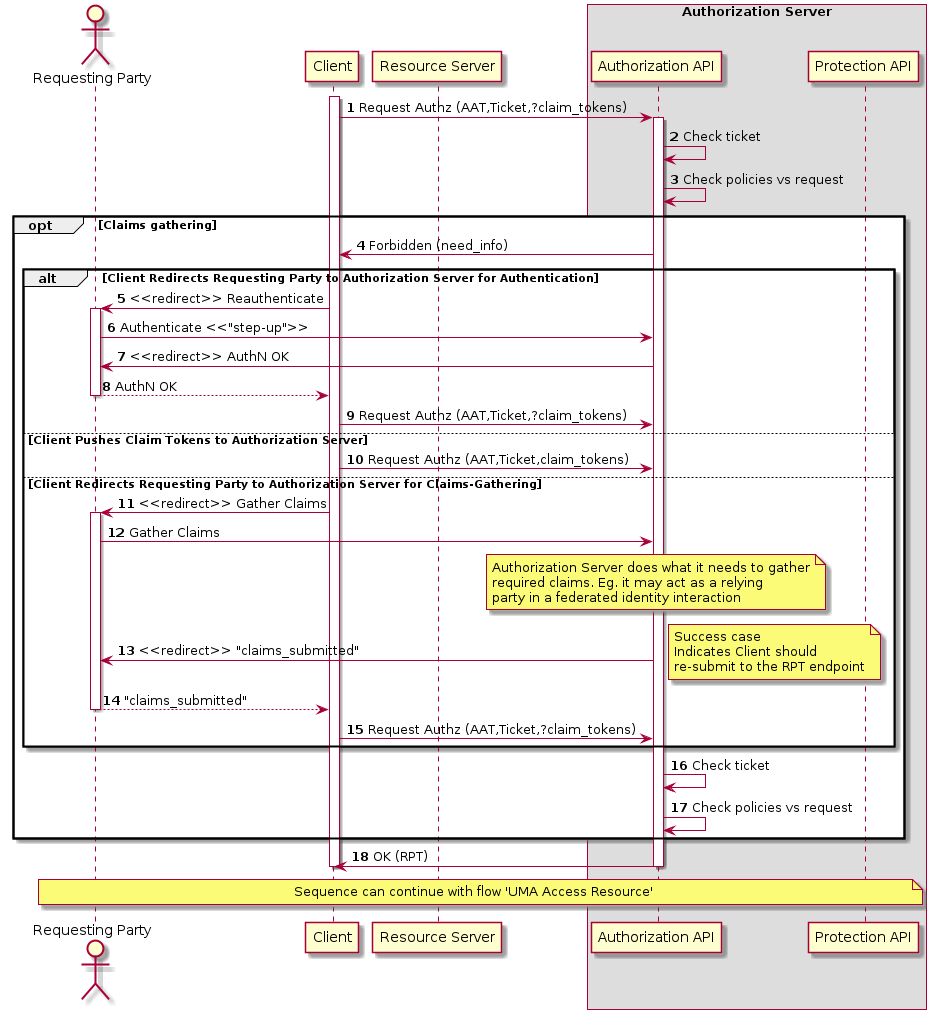 Authorization Server
Requesting Party
Client
Resource Server
Authorization API
Protection API
1 Request Authz (AAT,Ticket,?claim_tokens)
2 Check ticket
3 Check policies vs request
opt [Claims gathering]
4 Forbidden (need_info)
alt [Client Redirects Requesting Party to Authorization Server for Authentication]
5 <<redirect>> Reauthenticate
6 Authenticate <<"step-up">>
7 <<redirect>> AuthN OK
8 AuthN OK
9 Request Authz (AAT,Ticket,?claim_tokens)
[Client Pushes Claim Tokens to Authorization Server]
10 Request Authz (AAT,Ticket,claim_tokens)
[Client Redirects Requesting Party to Authorization Server for Claims-Gathering]
11 <<redirect>> Gather Claims
12 Gather Claims
Authorization Server does what it needs to gather
required claims. Eg. it may act as a relying
party in a federated identity interaction
Success case
Indicates Client should
re-submit to the RPT endpoint
13 <<redirect>> "claims_submitted"
14 "claims_submitted"
15 Request Authz (AAT,Ticket,?claim_tokens)
16 Check ticket
17 Check policies vs request
18 OK (RPT)
Sequence can continue with flow 'UMA Access Resource'
Requesting Party
Client
Resource Server
Authorization API
Protection API